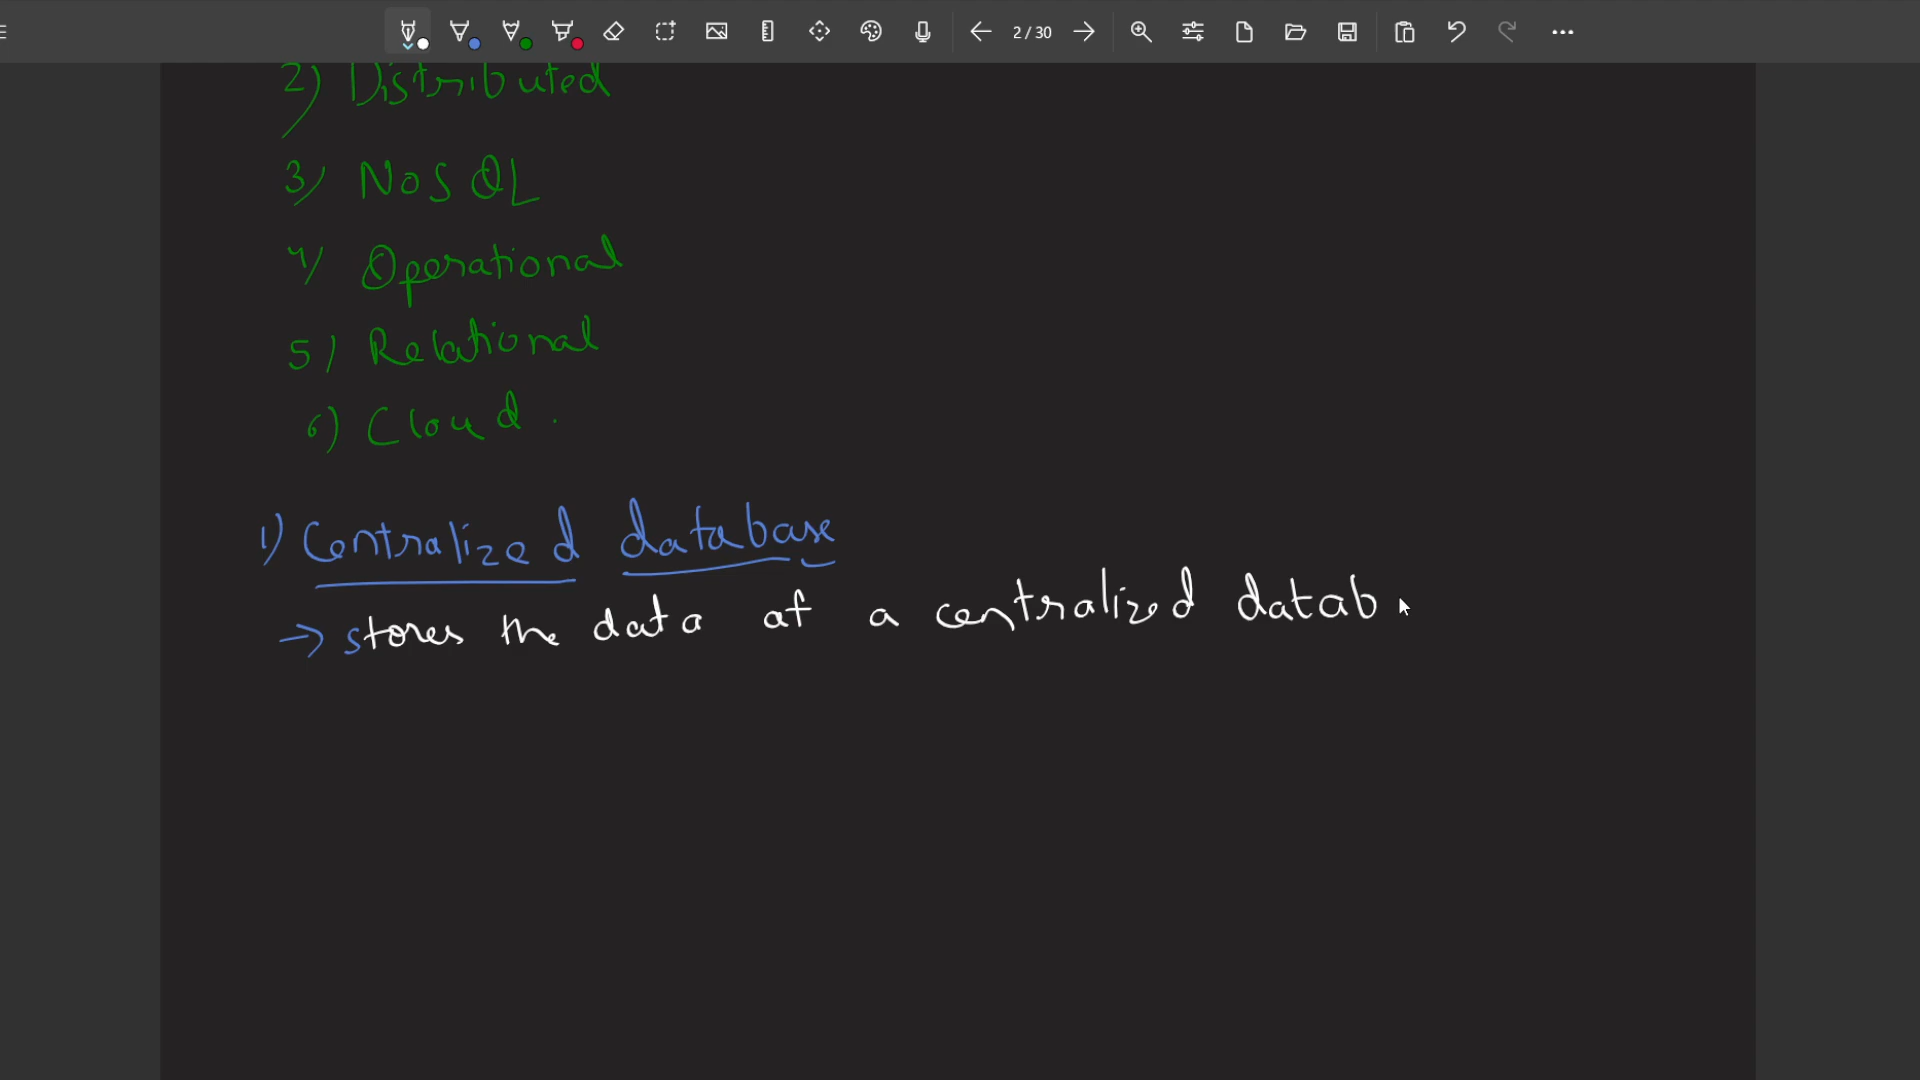 2/30
2) Distributed
3) NoSQL
4) Operational
5) Relational
6) Cloud .
1) Centralized database
→ stores the data at a centralized datab